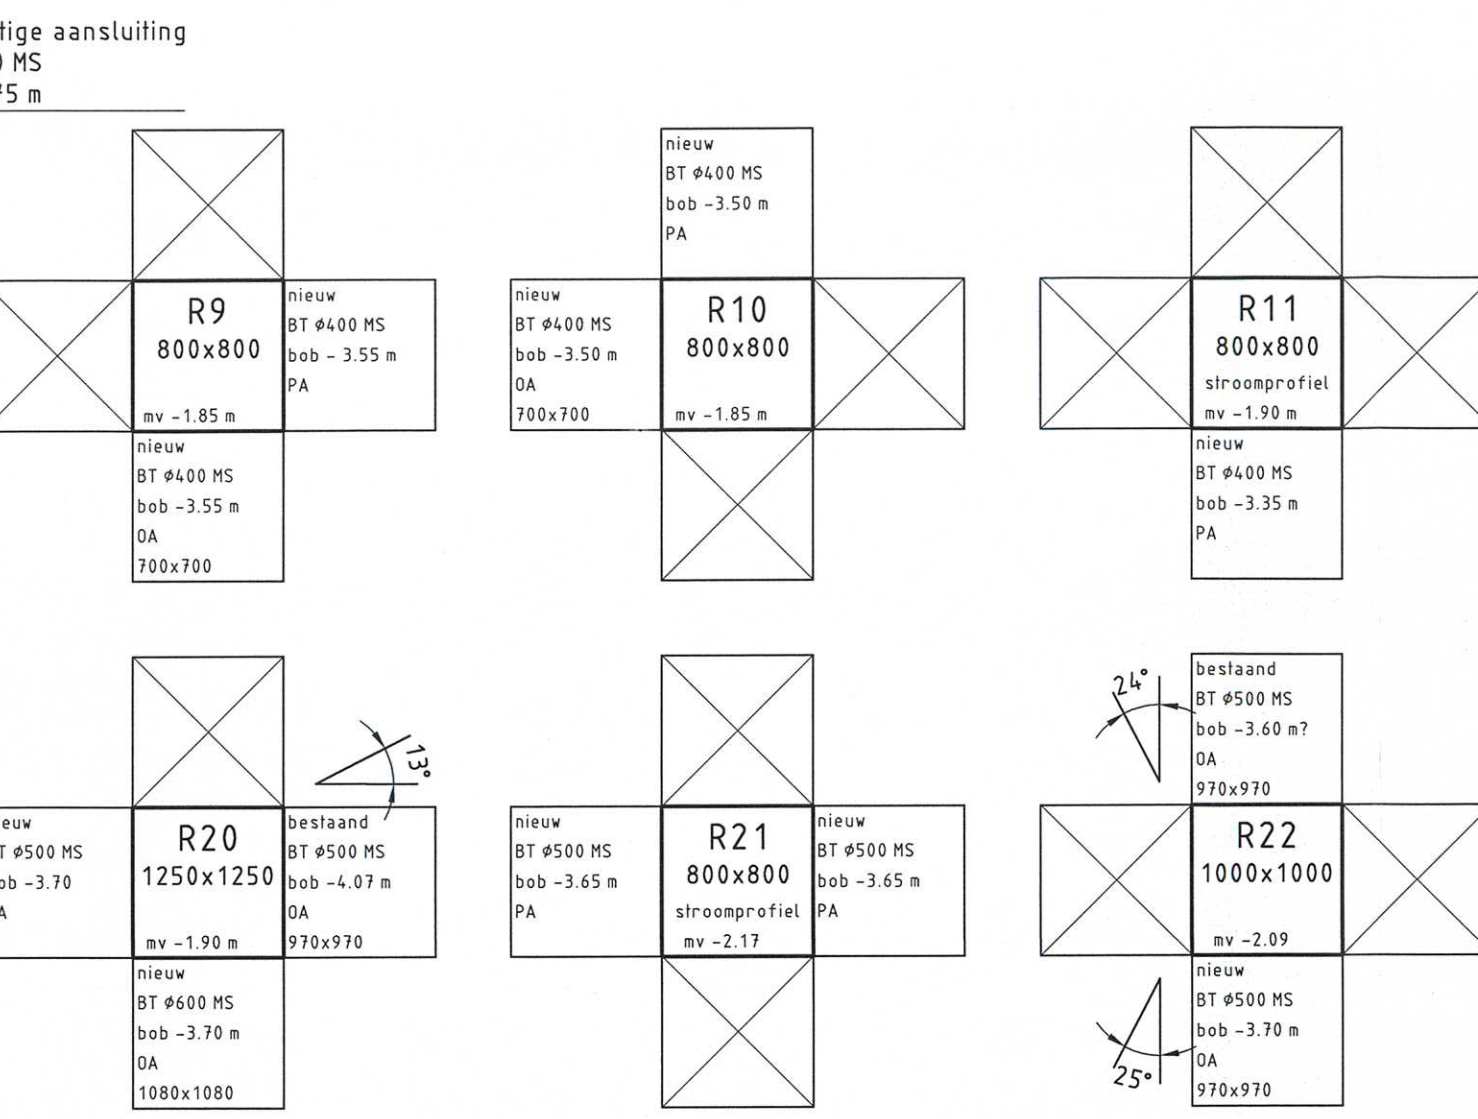 tige aansluiting
MS
5 m
R9
800x800
mv -1.85 m
nieuw
BT ø400 MS
bob - 3.55 m
PA
nieuw
BT ø400 MS
bob -3.55 m
OA
700x700
nieuw
BT ø400 MS
bob -3.50 m
PA
nieuw
BT ø400 MS
bob -3.50 m
OA
700x700
R10
800x800
mv -1.85 m
R11
800x800
stroomprofiel
mv -1.90 m
nieuw
BT ø400 MS
bob -3.35 m
PA
13°
euw
T ø500 MS
ob -3.70
A
R20
1250x1250
mv -1.90 m
bestaand
BT ø500 MS
bob -4.07 m
OA
970x970
nieuw
BT ø600 MS
bob -3.70 m
OA
1080x1080
nieuw
BT ø500 MS
bob -3.65 m
PA
R21
800x800
stroomprofiel
mv -2.17
nieuw
BT ø500 MS
bob -3.65 m
PA
24°
bestaand
BT ø500 MS
bob -3.60 m?
OA
970x970
R22
1000x1000
mv -2.09
25°
nieuw
BT ø500 MS
bob -3.70 m
OA
970x970